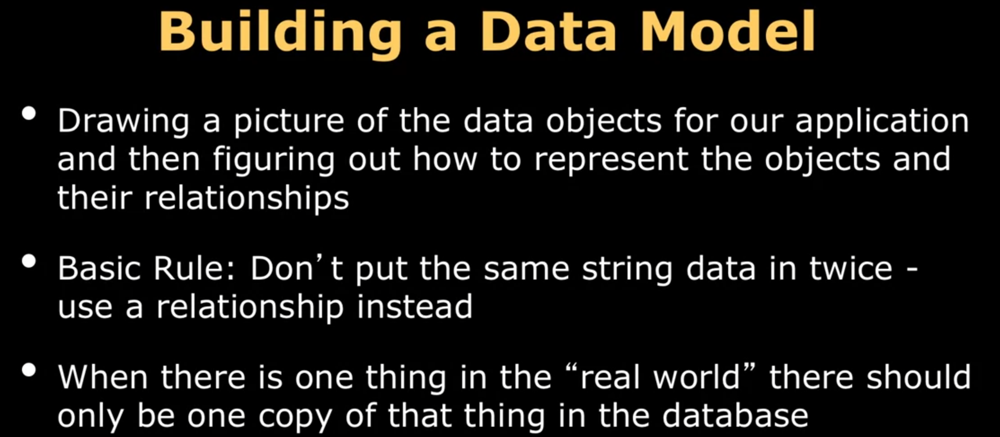 Building a Data Model
• Drawing a picture of the data objects for our application
and then figuring out how to represent the objects and
their relationships
• Basic Rule: Don’t put the same string data in twice -
use a relationship instead
• When there is one thing in the “real world” there should
only be one copy of that thing in the database